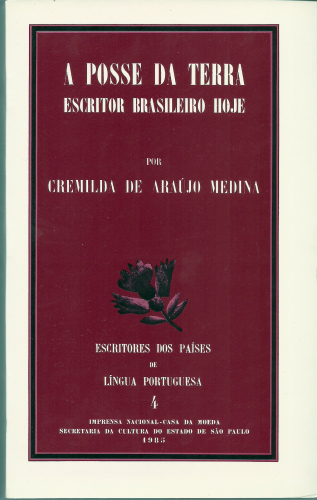 A POSSE DA TERRA
ESCRITOR BRASILEIRO HOJE
POR
CREMILDA DE ARAÚJO MEDINA
ESCRITORES DOS PAÍSES
DE
LÍNGUA PORTUGUESA
4
IMPRENSA NACIONAL-CASA DA MOEDA
SECRETARIA DA CULTURA DO ESTADO DE SÃO PAULO
1985